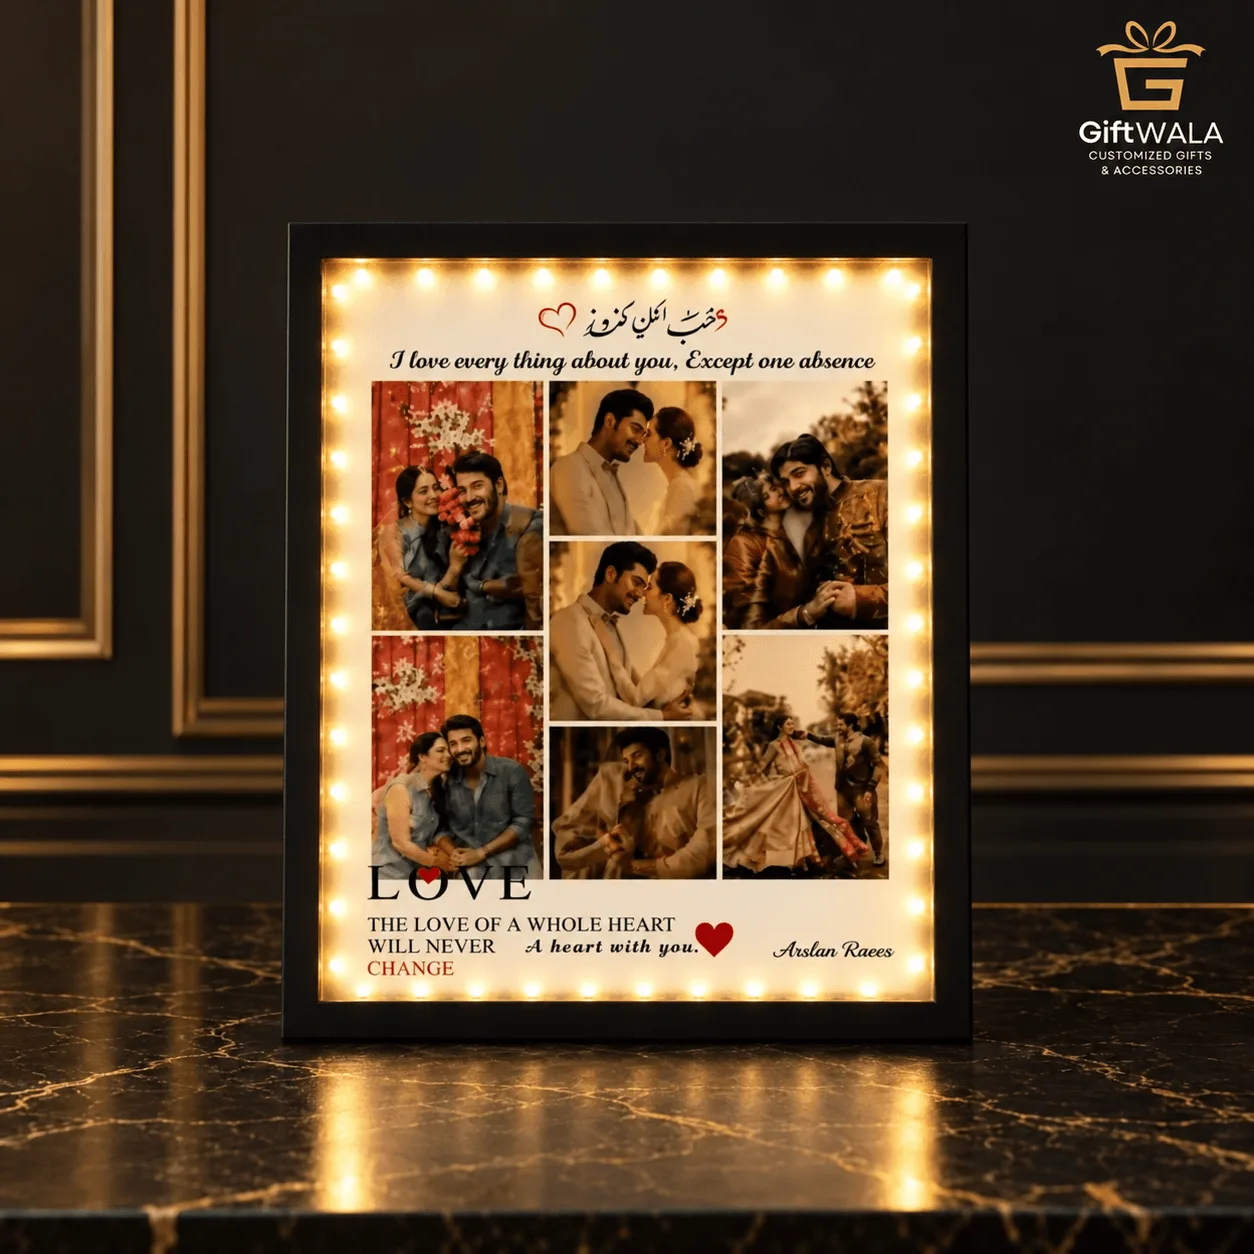 GiftWALA
CUSTOMIZED GIFTS
& ACCESSORIES
I love every thing about you, Except one absence
LOVE
THE LOVE OF A WHOLE HEART
WILL NEVER A heart with you.
CHANGE
Arslan Raees